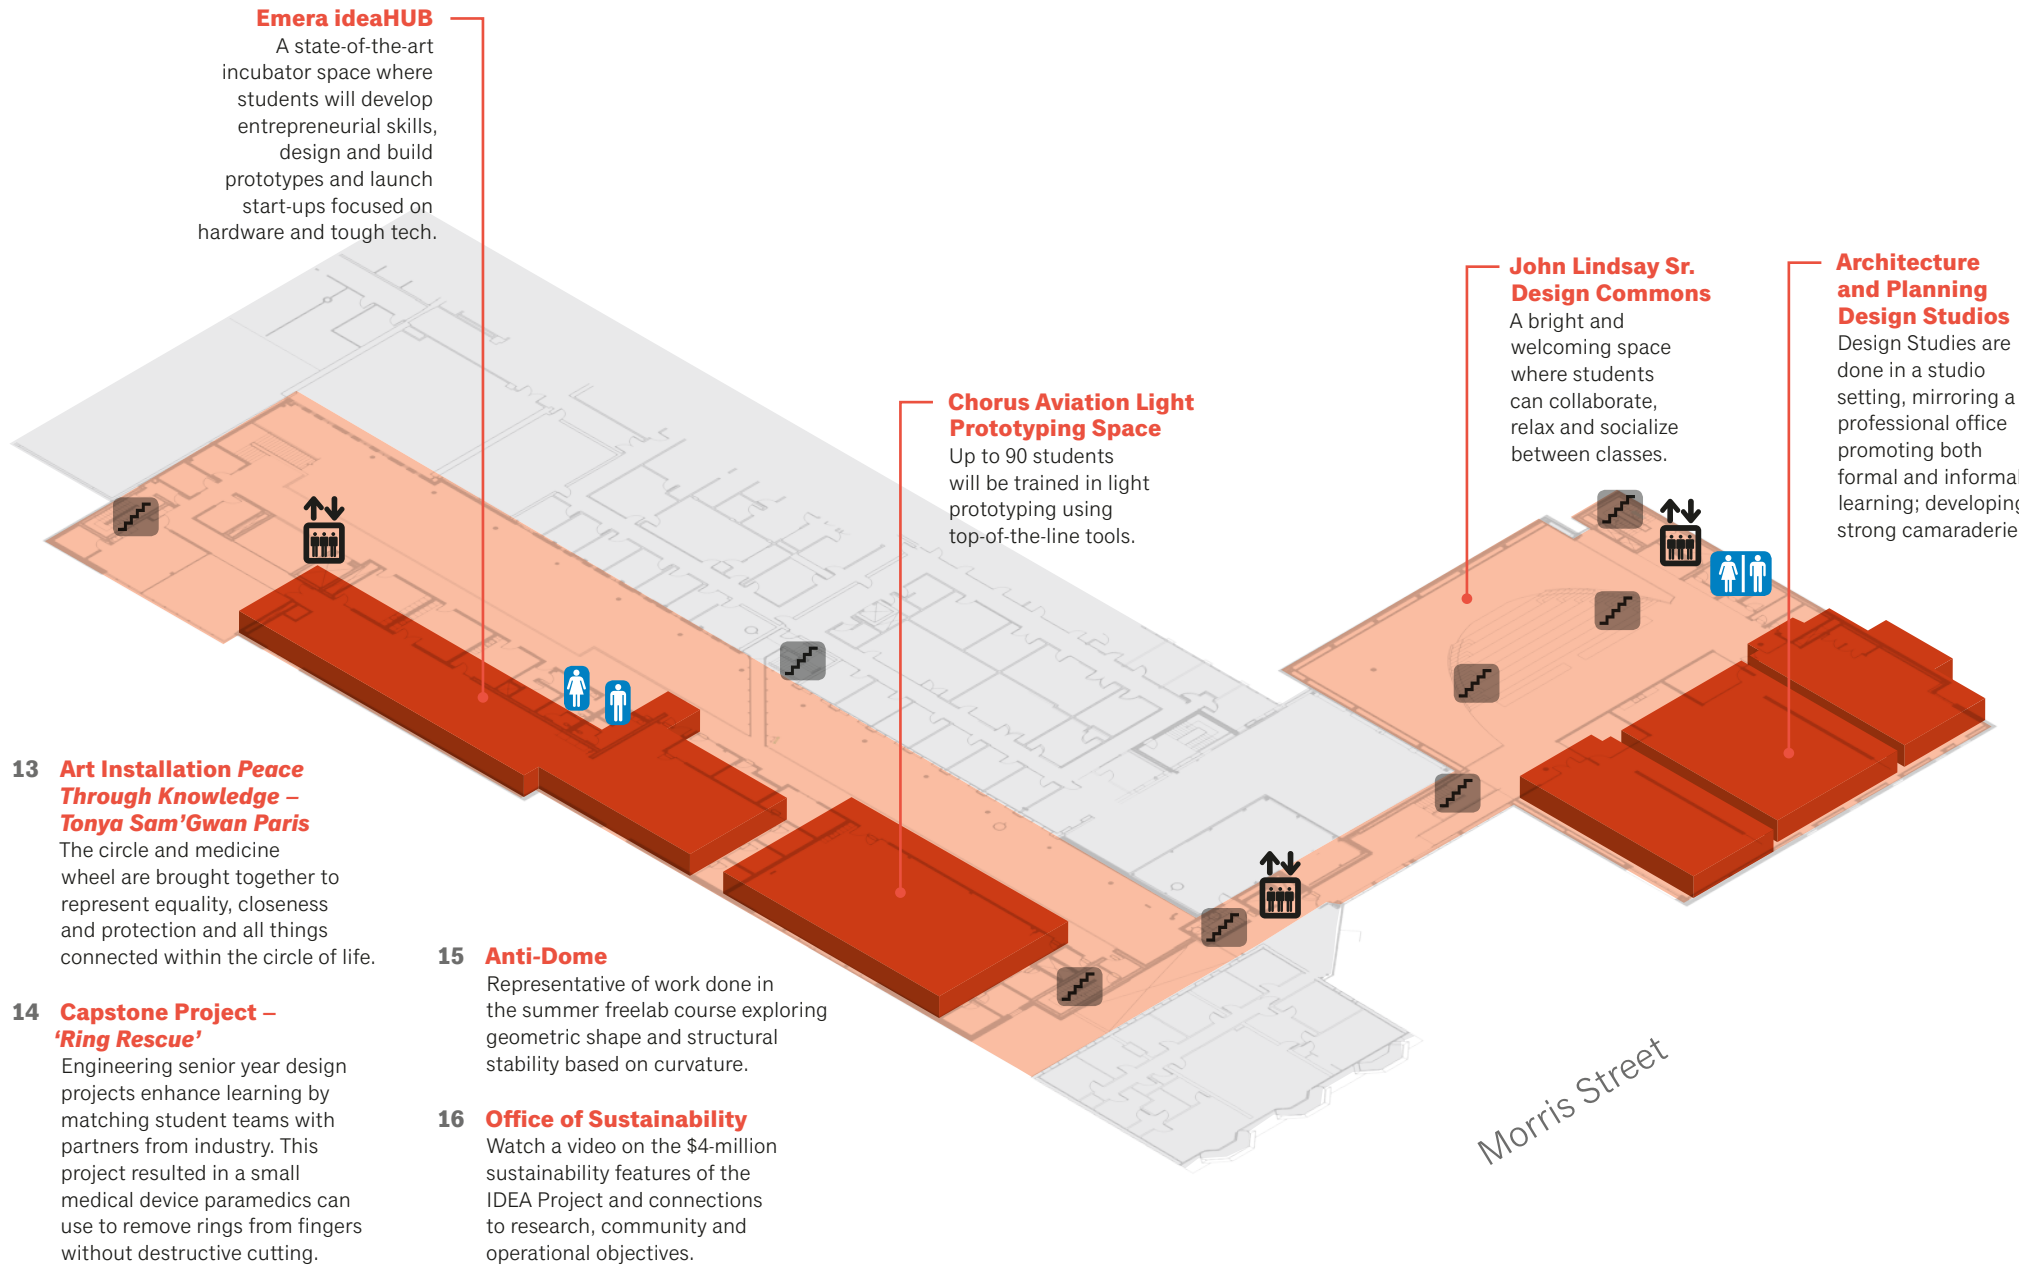 Emera ideaHUB
A state-of-the-art
incubator space where
students will develop
entrepreneurial skills,
design and build
prototypes and launch
start-ups focused on
hardware and tough tech.
Chorus Aviation Light
Prototyping Space
Up to 90 students
will be trained in light
prototyping using
top-of-the-line tools.
John Lindsay Sr.
Design Commons
A bright and
welcoming space
where students
can collaborate,
relax and socialize
between classes.
Architecture
and Planning
Design Studios
Design Studies are
done in a studio
setting, mirroring a
professional office
promoting both
formal and informal
learning; developing
strong camaraderie
13 Art Installation Peace
Through Knowledge –
Tonya Sam’Gwan Paris
The circle and medicine
wheel are brought together to
represent equality, closeness
and protection and all things
connected within the circle of life.
14 Capstone Project –
‘Ring Rescue’
Engineering senior year design
projects enhance learning by
matching student teams with
partners from industry. This
project resulted in a small
medical device paramedics can
use to remove rings from fingers
without destructive cutting.
15 Anti-Dome
Representative of work done in
the summer freelab course exploring
geometric shape and structural
stability based on curvature.
16 Office of Sustainability
Watch a video on the $4-million
sustainability features of the
IDEA Project and connections
to research, community and
operational objectives.
Morris Street